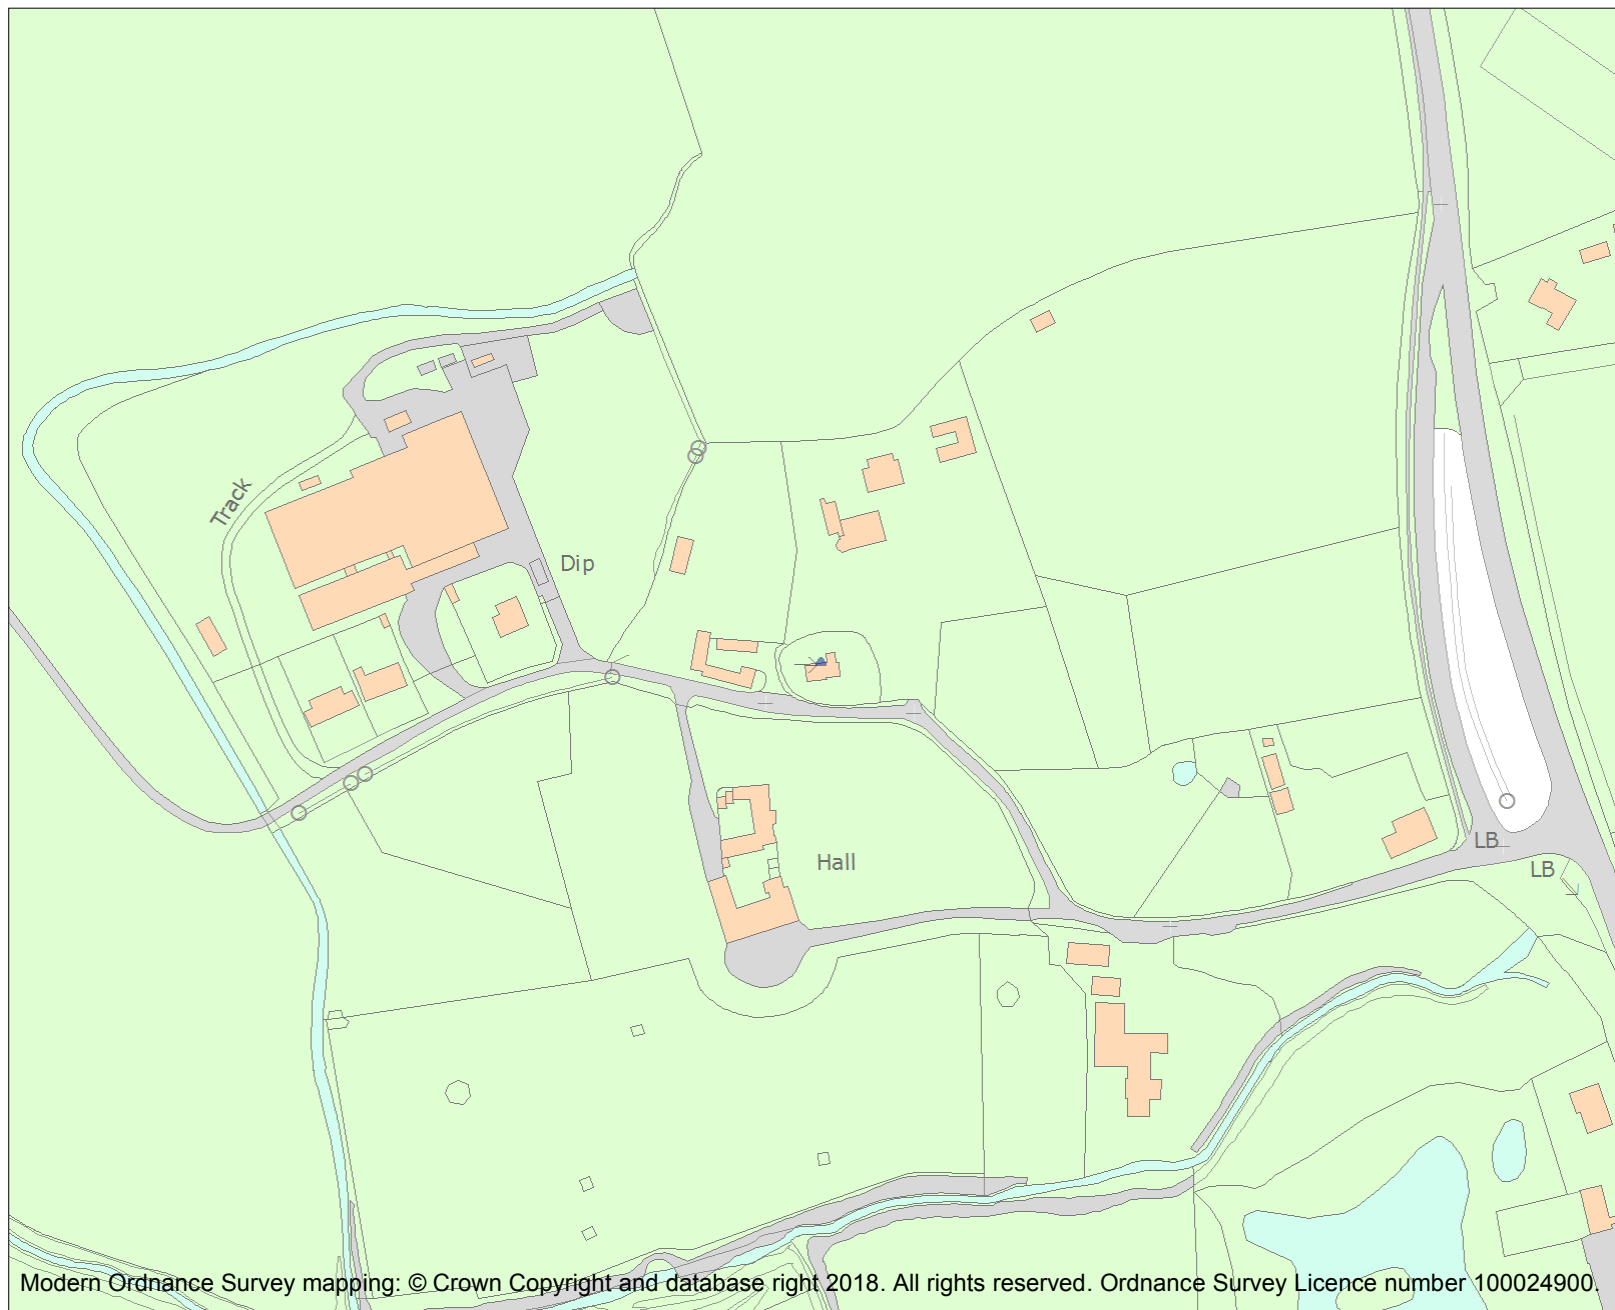 Track
Dip
Hall
LB
LB
Modern Ordnance Survey mapping: © Crown Copyright and database right 2018. All rights reserved. Ordnance Survey Licence number 100024900.